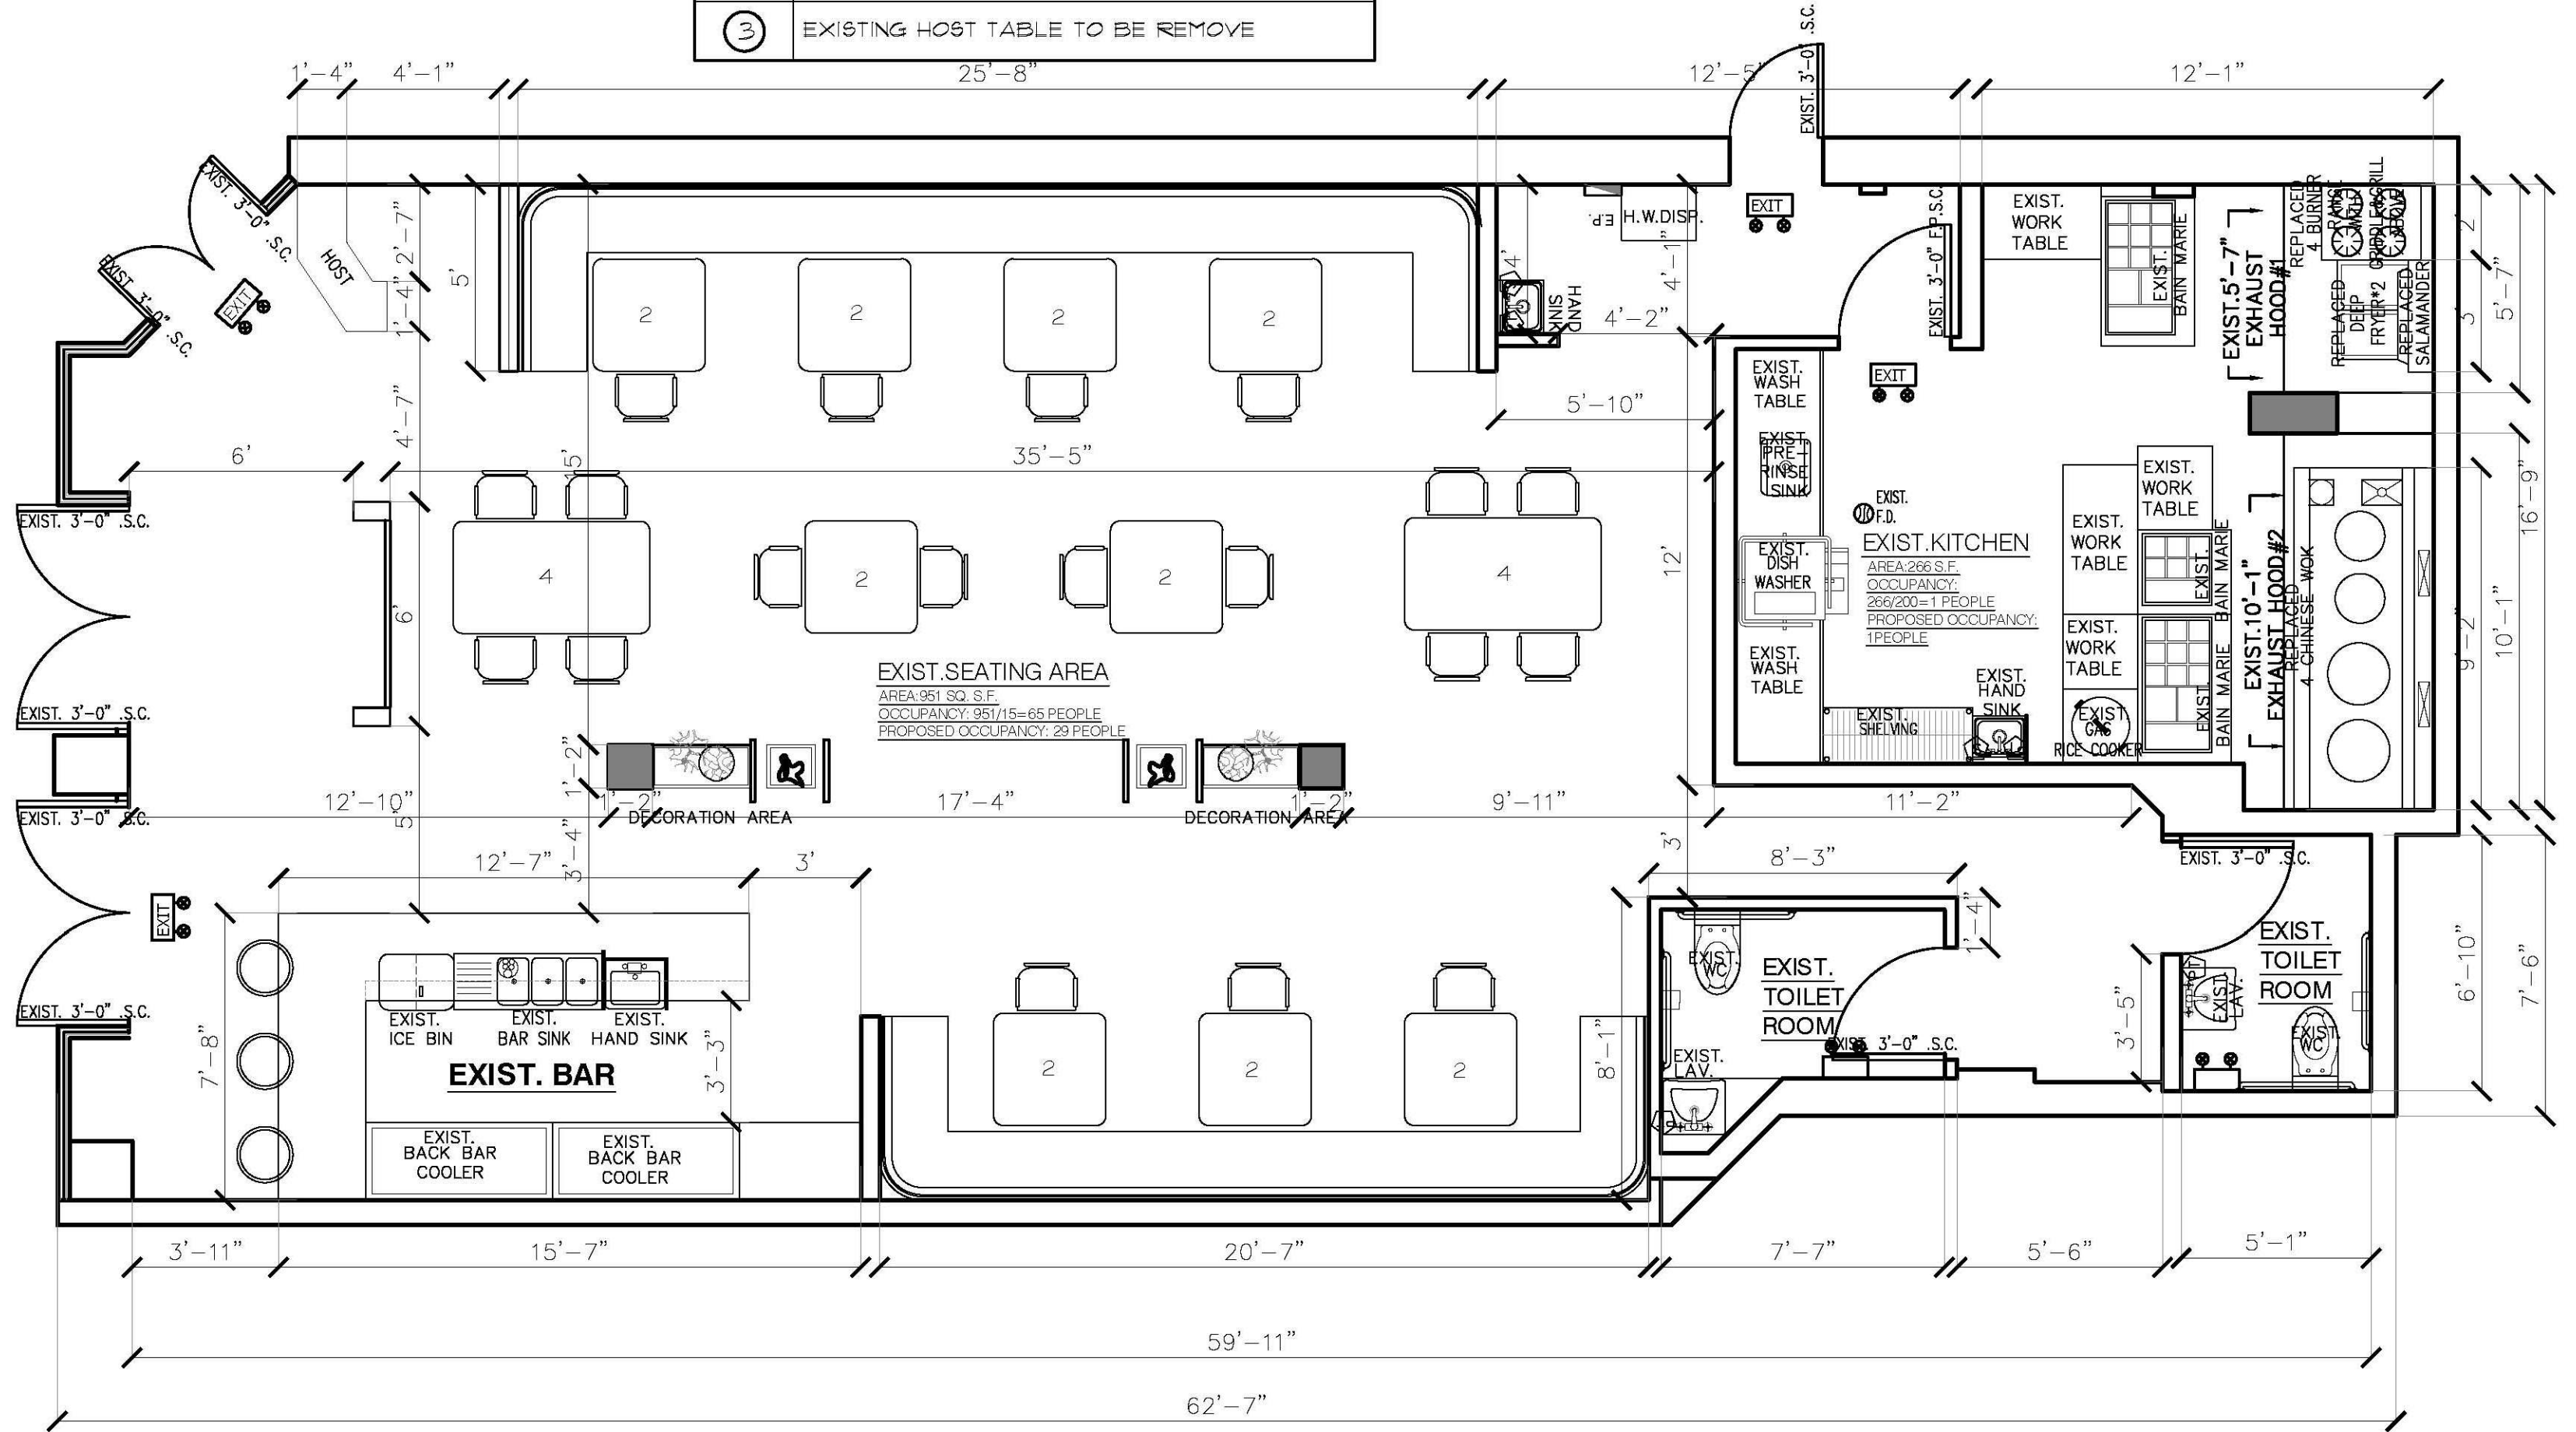 3 EXISTING HOST TABLE TO BE REMOVE
1'-4" 4'-1" 25'-8" 12'-5" 12'-1"
EXIST. 3'-0" .S.C.
EXIST. 3'-0" .S.C.
EXIST. 3'-0" .S.C.
EXIT
HOST
2'-7"
1'-4"
4'-7"
5'
2
2
2
2
4'
HAND
SINK
E.P.
H.W.DISP.
4'-1"
4'-2"
5'-10"
EXIT
EXIST. 3'-0" F.P.S.C.
EXIST.
WORK
TABLE
EXIST.
BAIN MARIE
EXIST.5'-7"
EXHAUST
HOOD#1
REPLACED
4 BURNER
RANGE
REPLACED
DEEP
FRYER*2
REPLACED
SALAMANDER
2'
3'
5'-7"
16'-9"
6'
35'-5"
15'
EXIST. 3'-0" .S.C.
6'
4
2
2
4
12'
EXIST. 3'-0" .S.C.
EXIST.SEATING AREA
AREA:951 SQ. S.F.
OCCUPANCY: 951/15=65 PEOPLE
PROPOSED OCCUPANCY: 29 PEOPLE
EXIST.
WASH
TABLE
EXIT
EXIST.
PRE-
RINSE
SINK
EXIST.
F.D.
EXIST.
DISH
WASHER
EXIST.KITCHEN
AREA:266 S.F.
OCCUPANCY:
266/200=1 PEOPLE
PROPOSED OCCUPANCY:
1PEOPLE
EXIST.
WASH
TABLE
EXIST.
SHELVING
EXIST.
HAND
SINK
EXIST.
WORK
TABLE
EXIST.
WORK
TABLE
EXIST.
BAIN MARIE
EXIST.
WORK
TABLE
EXIST.
BAIN MARIE
EXIST.
GAS
RICE COOKER
EXIST.10'-1"
EXHAUST HOOD#2
REPLACED
4 CHINESE WOK
9'-2"
10'-1"
12'-10"
5'
1'-2"
1'-2"
DECORATION AREA
17'-4"
DECORATION AREA
1'-2"
9'-11"
11'-2"
EXIST. 3'-0" .S.C.
3'-4"
12'-7"
3'
3'
8'-3"
1'-4"
EXIST. 3'-0" .S.C.
EXIT
7'-8"
EXIST. 3'-0" .S.C.
EXIST.
ICE BIN
EXIST.
BAR SINK
EXIST.
HAND SINK
EXIST. BAR
3'-3"
EXIST.
BACK BAR
COOLER
EXIST.
BACK BAR
COOLER
2
2
2
8'-1"
EXIST.
WC
EXIST.
TOILET
ROOM
EXIST. 3'-0" .S.C.
EXIST.
LAV.
3'-5"
EXIST.
LAV.
EXIST.
TOILET
ROOM
EXIST.
WC
6'-10"
7'-6"
3'-11" 15'-7" 20'-7" 7'-7" 5'-6" 5'-1"
59'-11"
62'-7"